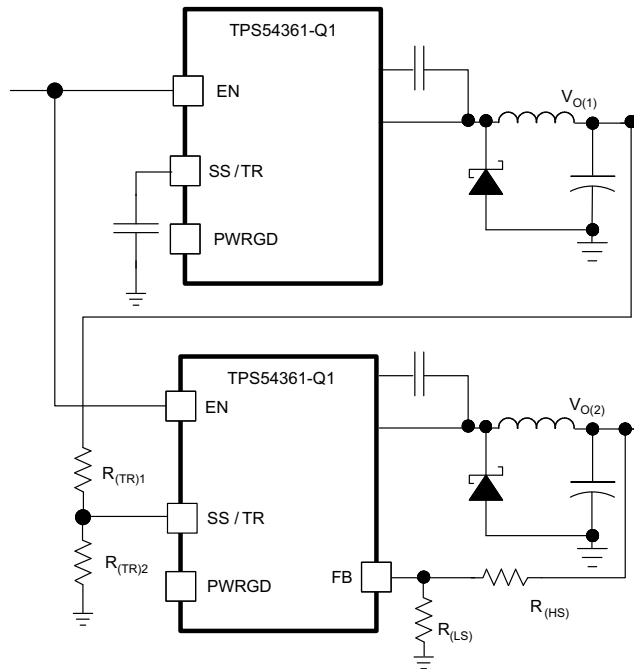 TPS54361-Q1
EN
V_O(1)
SS / TR
PWRGD
TPS54361-Q1
V_O(2)
EN
R_(TR)1
SS / TR
R_(TR)2
PWRGD
FB
R_(HS)
R_(LS)